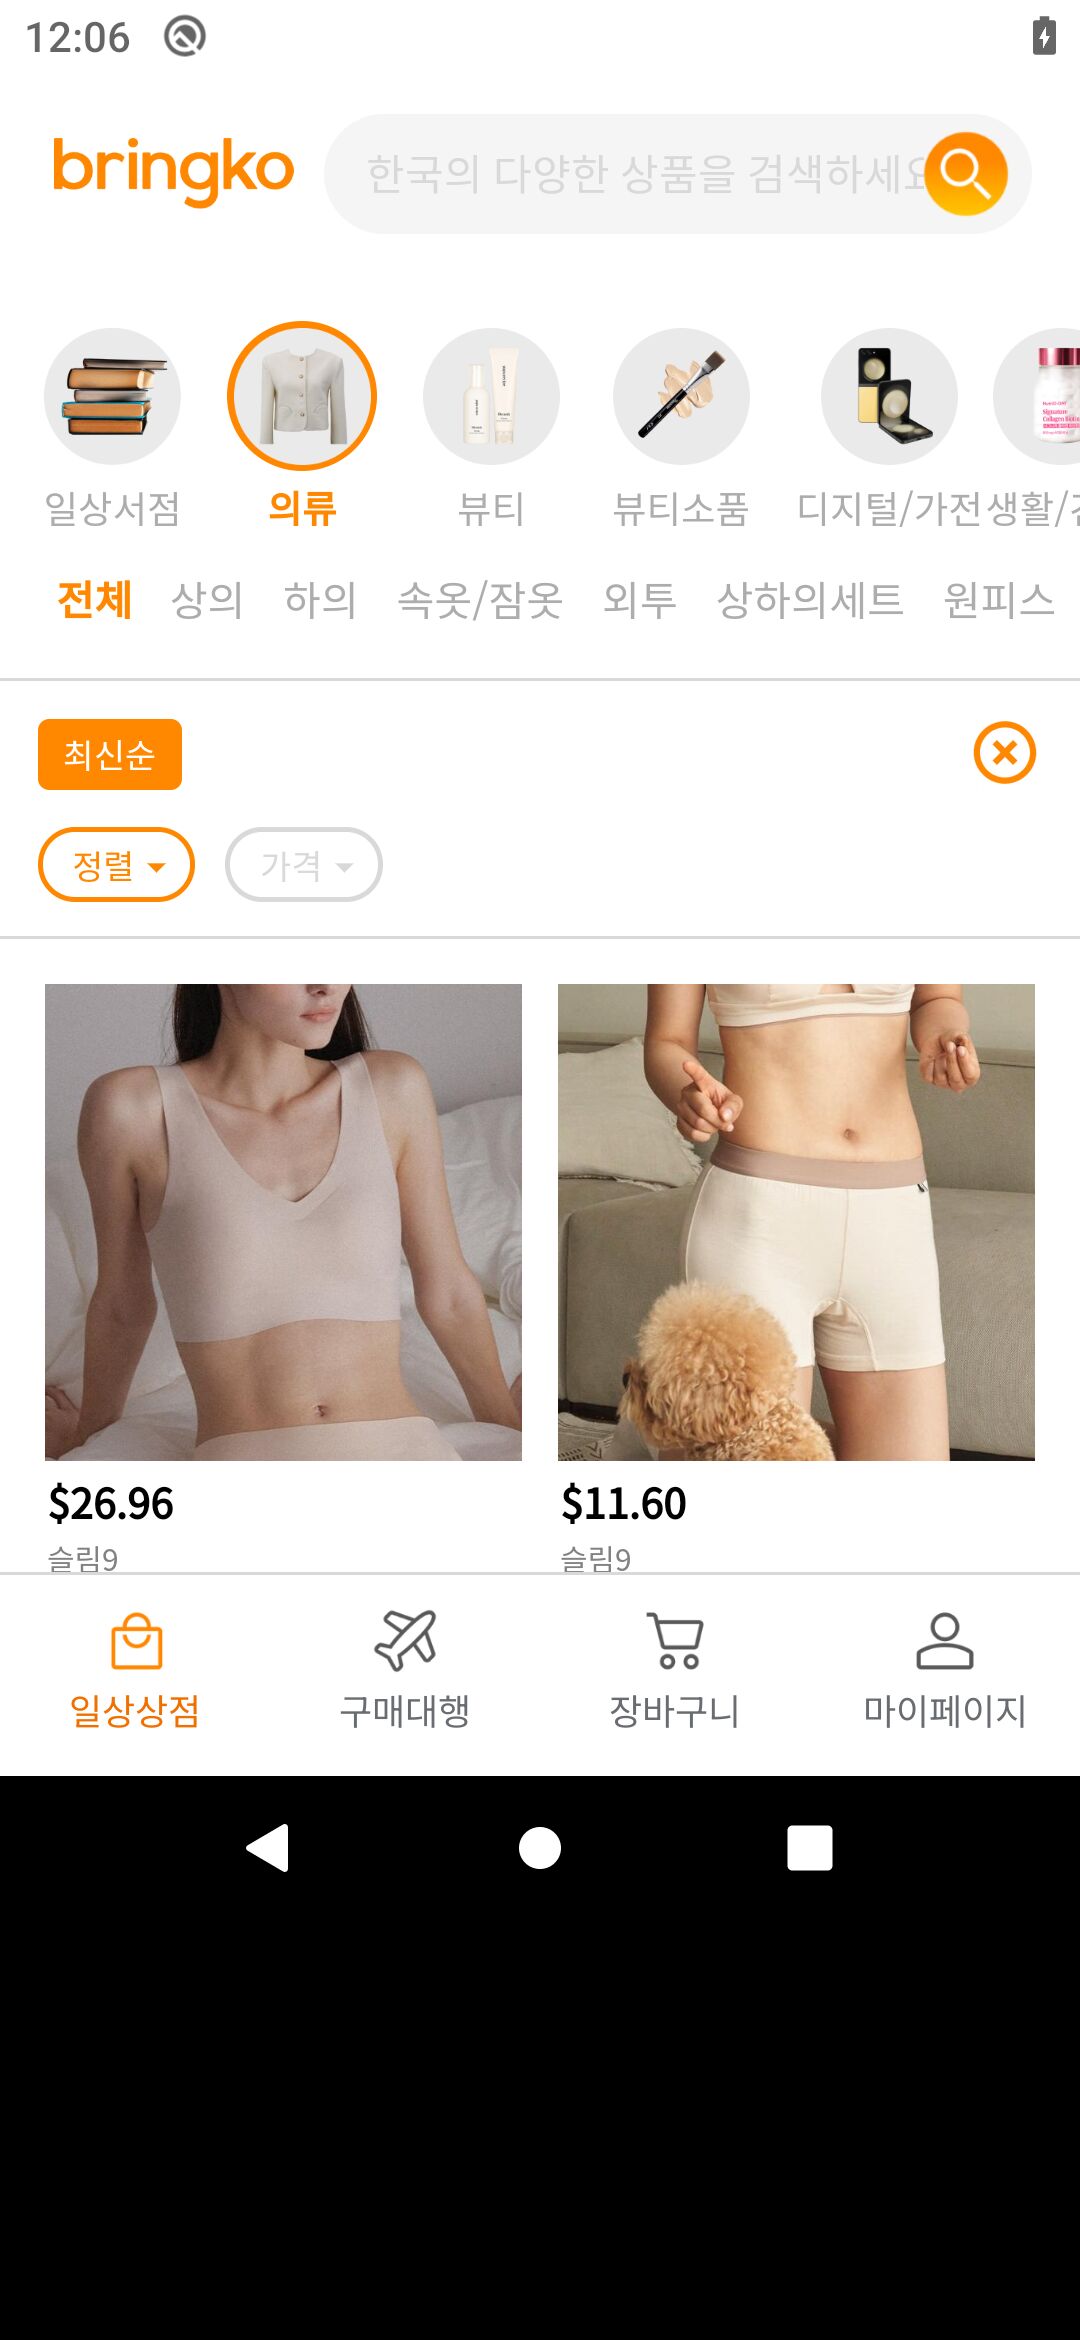 12:06
bringko
한국의 다양한 상품을 검색하세요
일상서점 의류 뷰티 뷰티소품 디지털/가전 생활/건
전체 상의 하의 속옷/잠옷 외투 상하의세트 원피스
최신순
정렬 가격
$26.96 $11.60
슬림9 슬림9
일상상점 구매대행 장바구니 마이페이지